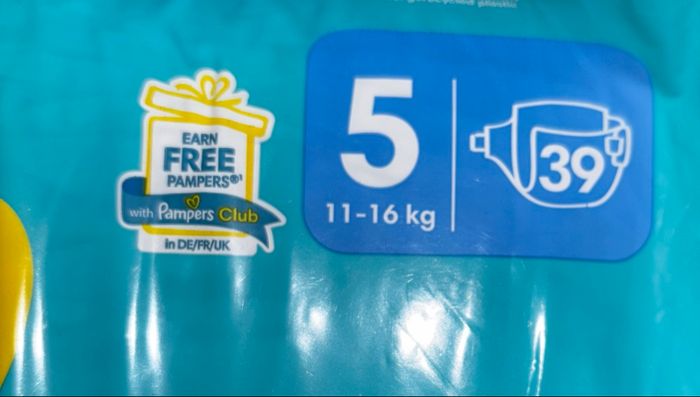 EARN
FREE
PAMPERS®¹
with Pampers Club
in DE/FR/UK
5
11-16 kg
39